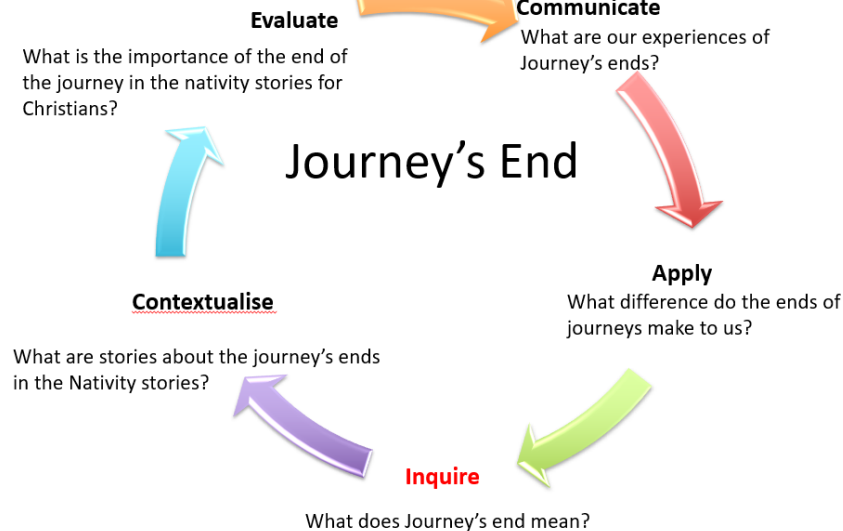 Evaluate
What is the importance of the end of
the journey in the nativity stories for
Christians?
Communicate
What are our experiences of
Journey’s ends?
Journey’s End
Apply
What difference do the ends of
journeys make to us?
Contextualise
What are stories about the journey’s ends
in the Nativity stories?
Inquire
What does Journey’s end mean?